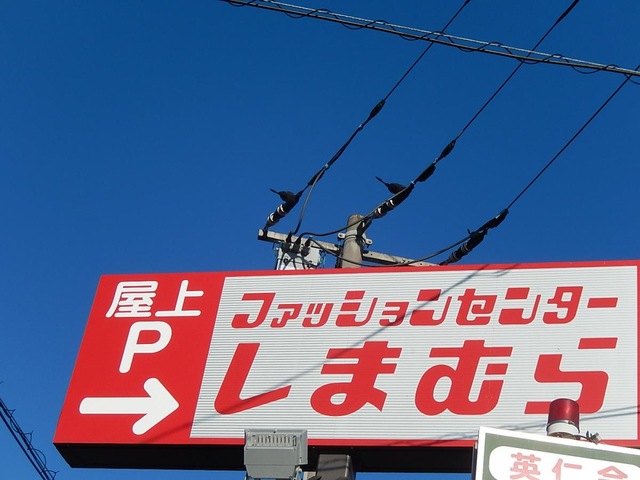 屋上
P
ファッションセンター
しまむら
英仁会